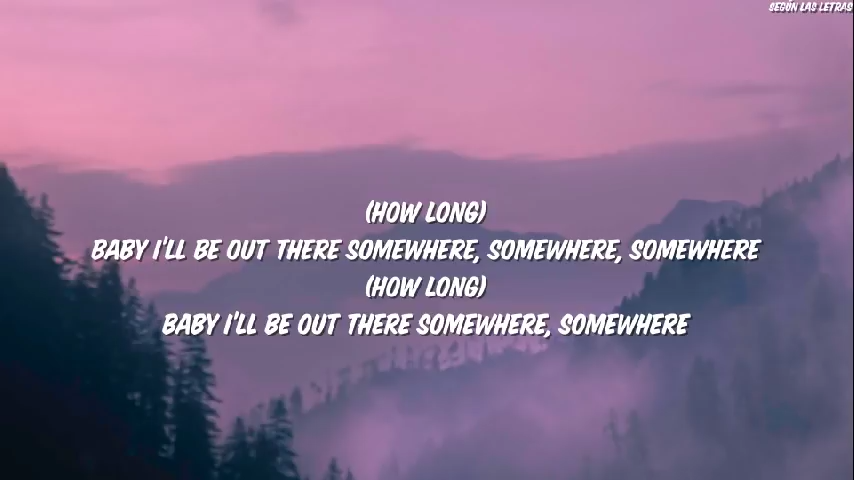 SEGÚN LAS LETRAS
(HOW LONG)
BABY I'LL BE OUT THERE SOMEWHERE, SOMEWHERE, SOMEWHERE
(HOW LONG)
BABY I'LL BE OUT THERE SOMEWHERE, SOMEWHERE